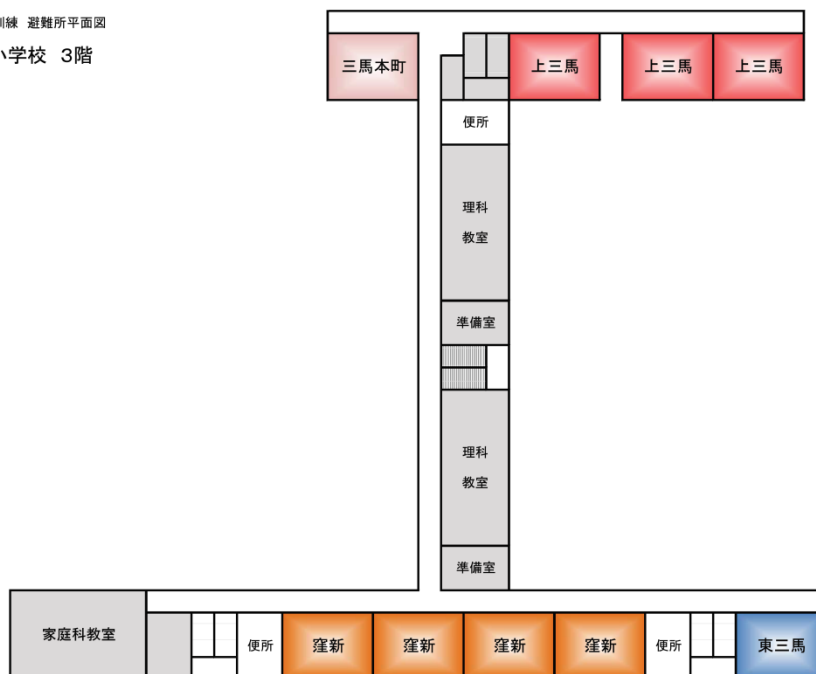 訓練 避難所平面図
小学校 3階
三馬本町
上三馬
上三馬
上三馬
便所
理科
教室
準備室
理科
教室
準備室
家庭科教室
便所
窪新
窪新
窪新
窪新
便所
東三馬